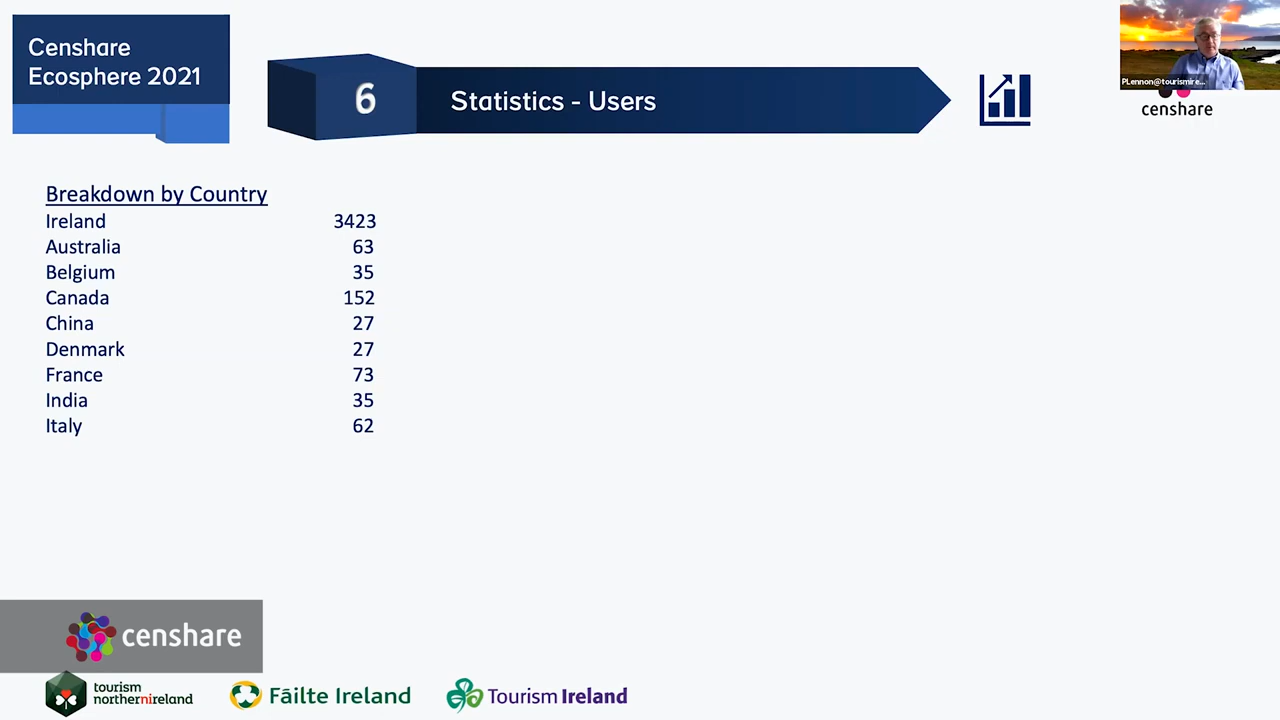 Censhare
Ecosphere 2021
6
Statistics - Users
PLennon@tourismire...
censhare
Breakdown by Country
Ireland 3423
Australia 63
Belgium 35
Canada 152
China 27
Denmark 27
France 73
India 35
Italy 62
censhare
tourism
northernireland
Fáilte Ireland
Tourism Ireland